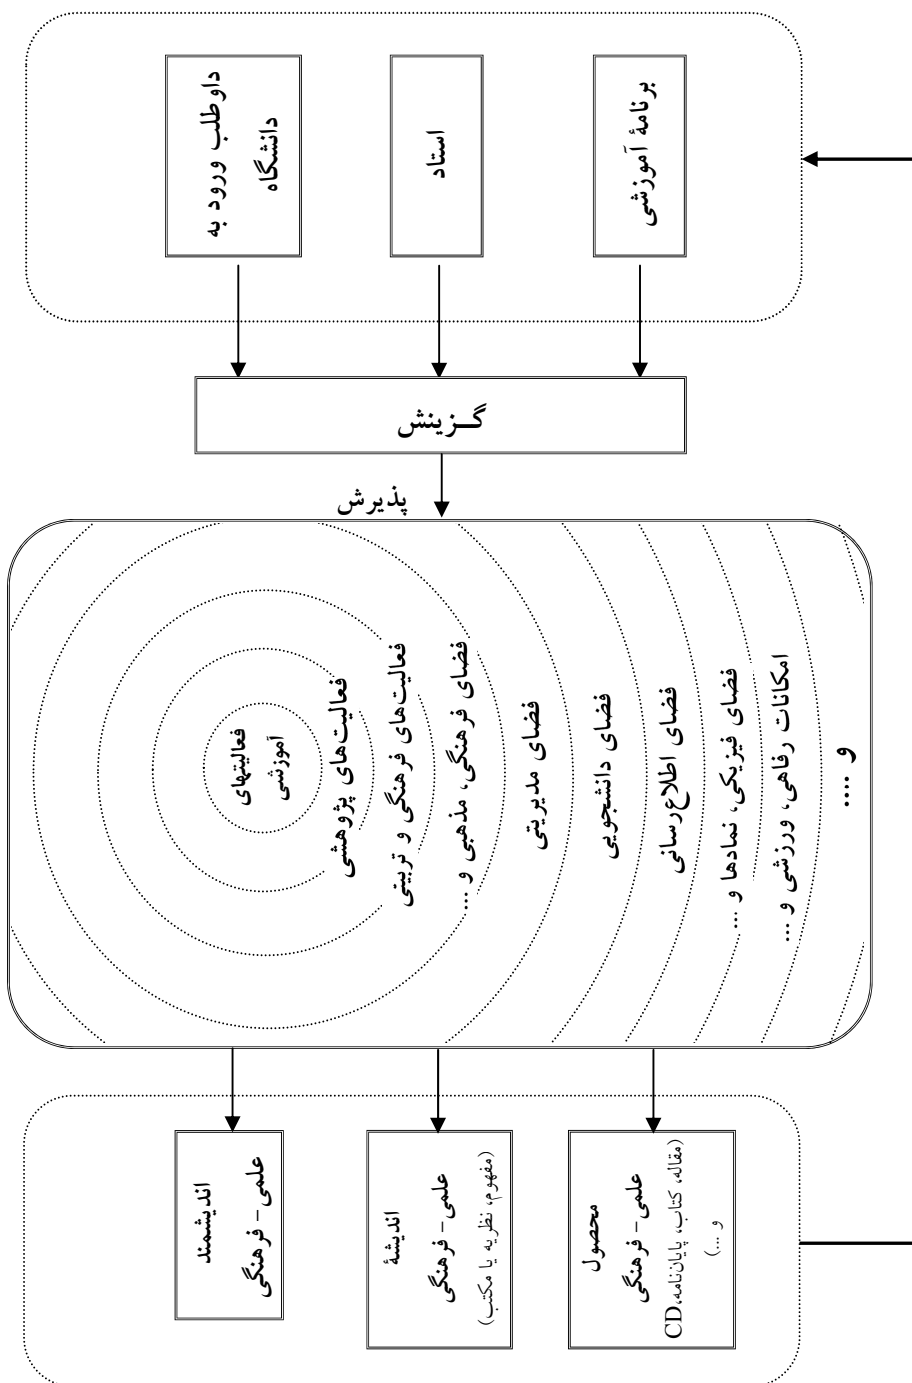 داوطلب ورود به
دانشگاه
استاد
برنامهٔ آموزشی
گـزینش
پذیرش
فعالیتهای
آموزشی
فعالیت‌های پژوهشی
فعالیت‌های فرهنگی و تربیتی
فضای فرهنگی، مذهبی و ...
فضای مدیریتی
فضای دانشجویی
فضای اطلاع‌رسانی
فضای فیزیکی، نمادها و ...
امکانات رفاهی، ورزشی و ...
و ....
اندیشمند
علمی - فرهنگی
اندیشهٔ
علمی - فرهنگی
(مفهوم، نظریه یا مکتب)
محصول
علمی - فرهنگی
(مقاله، کتاب، پایان‌نامه،CD
و ...)